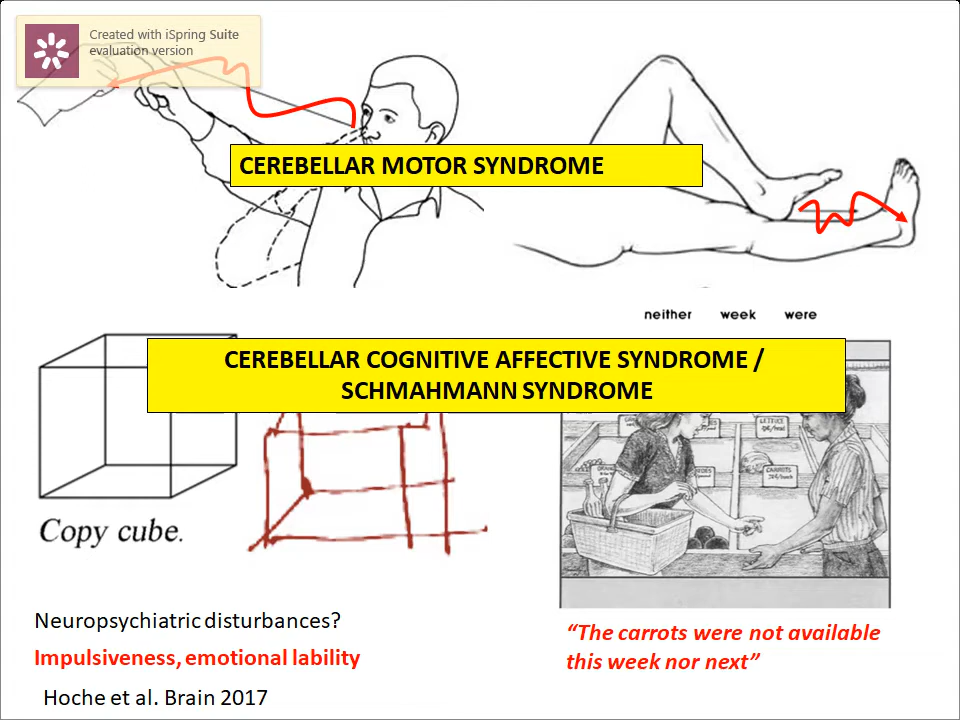 Created with iSpring Suite
evaluation version
CEREBELLAR MOTOR SYNDROME
neither week were
CEREBELLAR COGNITIVE AFFECTIVE SYNDROME /
SCHMAHMANN SYNDROME
LETTUCE
CARROTS
Copy cube.
Neuropsychiatric disturbances?
Impulsiveness, emotional lability
Hoche et al. Brain 2017
“The carrots were not available
this week nor next”